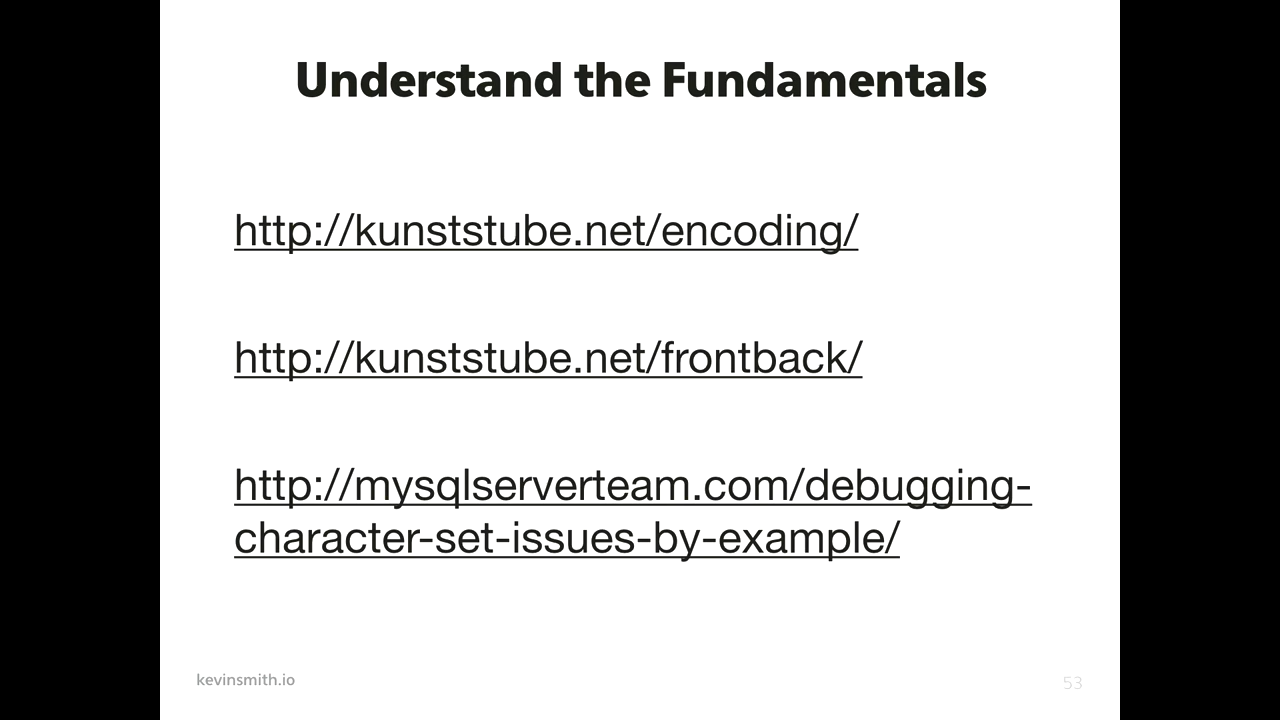 Understand the Fundamentals
http://kunststube.net/encoding/
http://kunststube.net/frontback/
http://mysqlserverteam.com/debugging-
character-set-issues-by-example/
kevinsmith.io
53